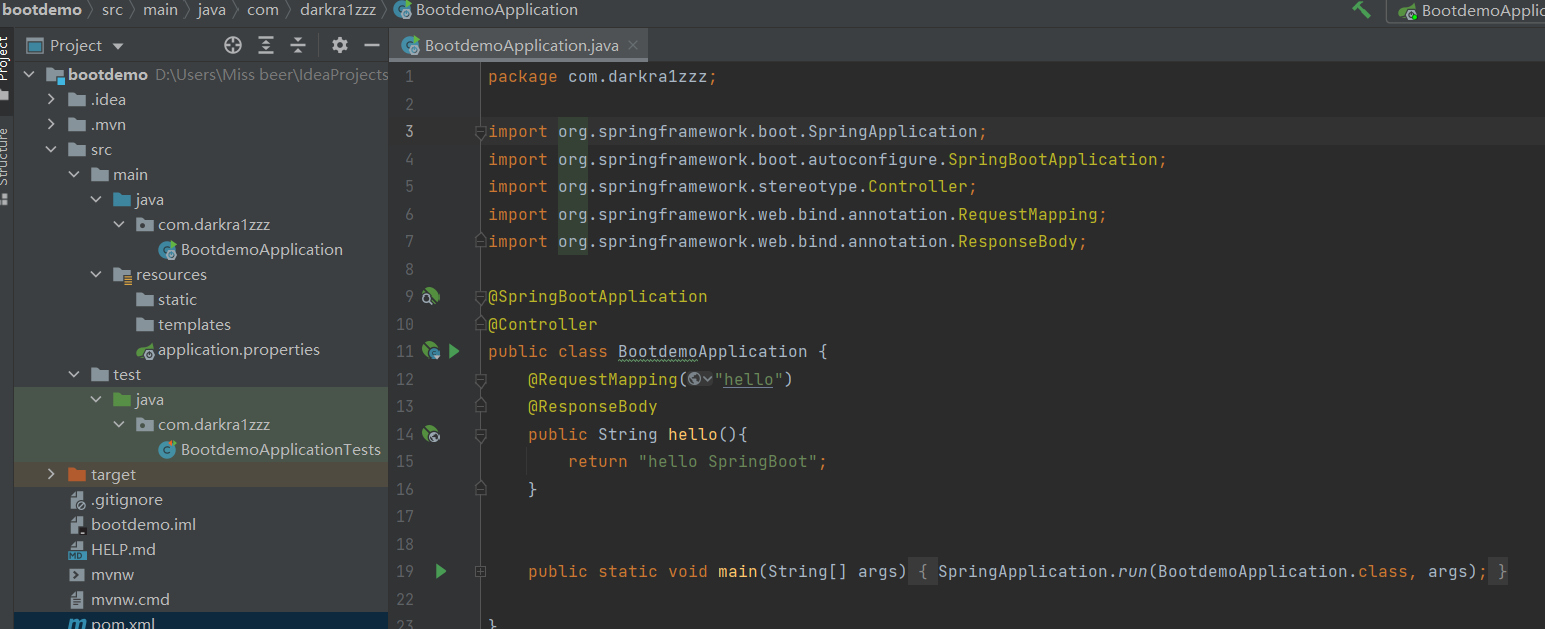 bootdemo src main java com darkra1zzz BootdemoApplication
BootdemoApplic
Project
Structure
Project
bootdemo D:\Users\Miss beer\IdeaProjects
.idea
.mvn
src
main
java
com.darkra1zzz
BootdemoApplication
resources
static
templates
application.properties
test
java
com.darkra1zzz
BootdemoApplicationTests
target
.gitignore
bootdemo.iml
HELP.md
mvnw
mvnw.cmd
pom.xml
BootdemoApplication.java
1 package com.darkra1zzz;
2
3 import org.springframework.boot.SpringApplication;
4 import org.springframework.boot.autoconfigure.SpringBootApplication;
5 import org.springframework.stereotype.Controller;
6 import org.springframework.web.bind.annotation.RequestMapping;
7 import org.springframework.web.bind.annotation.ResponseBody;
8
9 @SpringBootApplication
10 @Controller
11 public class BootdemoApplication {
12 @RequestMapping("hello")
13 @ResponseBody
14 public String hello(){
15 return "hello SpringBoot";
16 }
17
18
19 public static void main(String[] args) { SpringApplication.run(BootdemoApplication.class, args); }
22
23 }